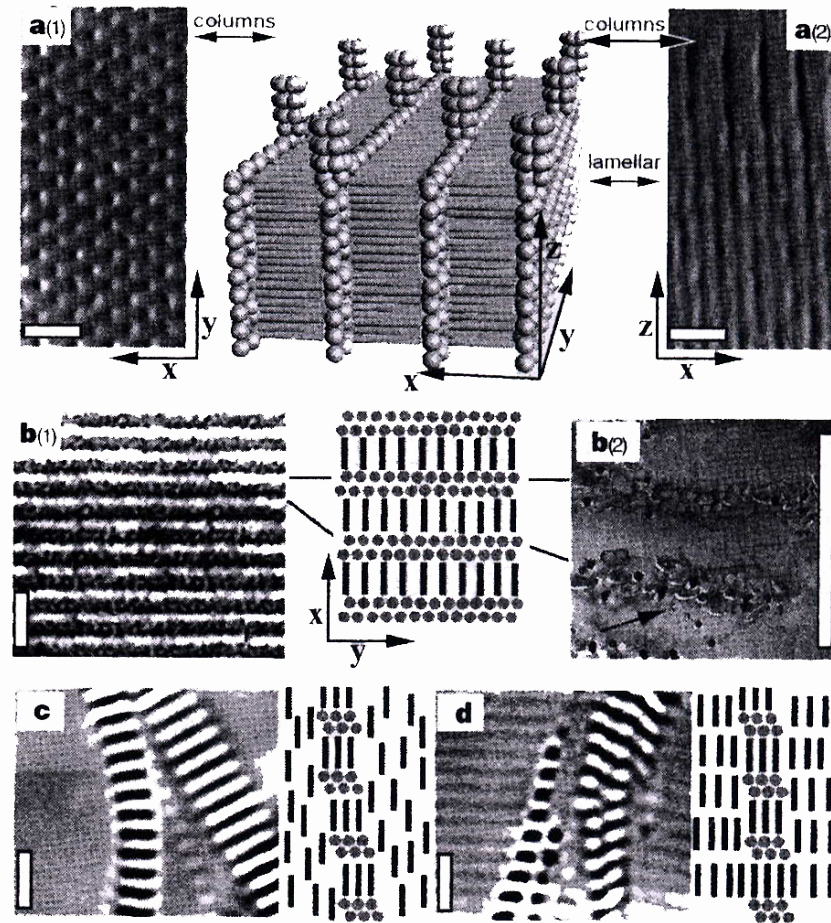 a(1)
columns
columns
a(2)
lamellar
z
y
x
y
x
z
x
b(1)
b(2)
x
y
c
d